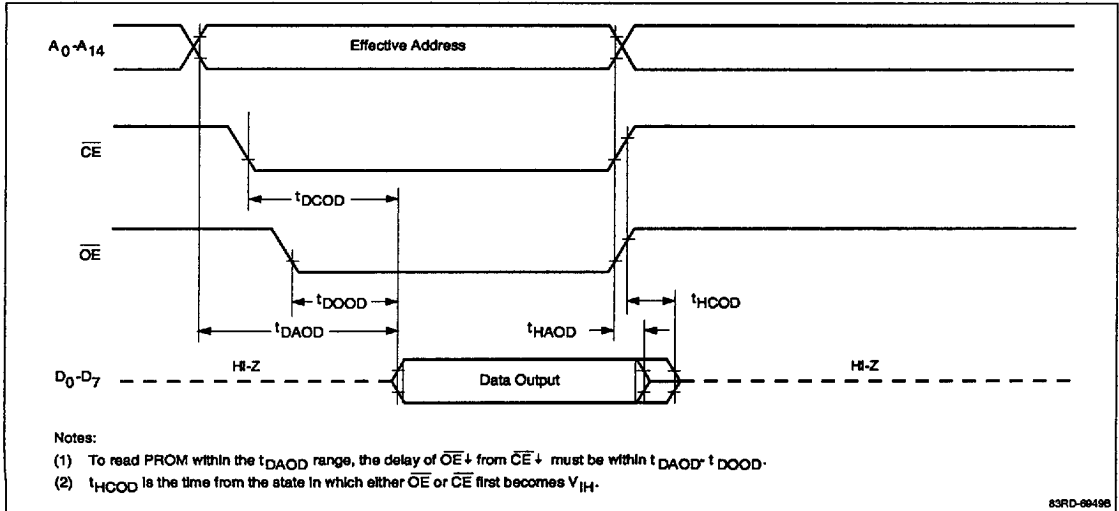 A0-A14
Effective Address
CE
tDCOD
OE
tDOOD
tDAOD
tHAOD
tHCOD
D0-D7
HI-Z
Data Output
HI-Z
Notes:
(1) To read PROM within the tDAOD range, the delay of OE↓ from CE↓ must be within tDAOD- tDOOD.
(2) tHCOD is the time from the state in which either OE or CE first becomes VIH.
83RD-6949B